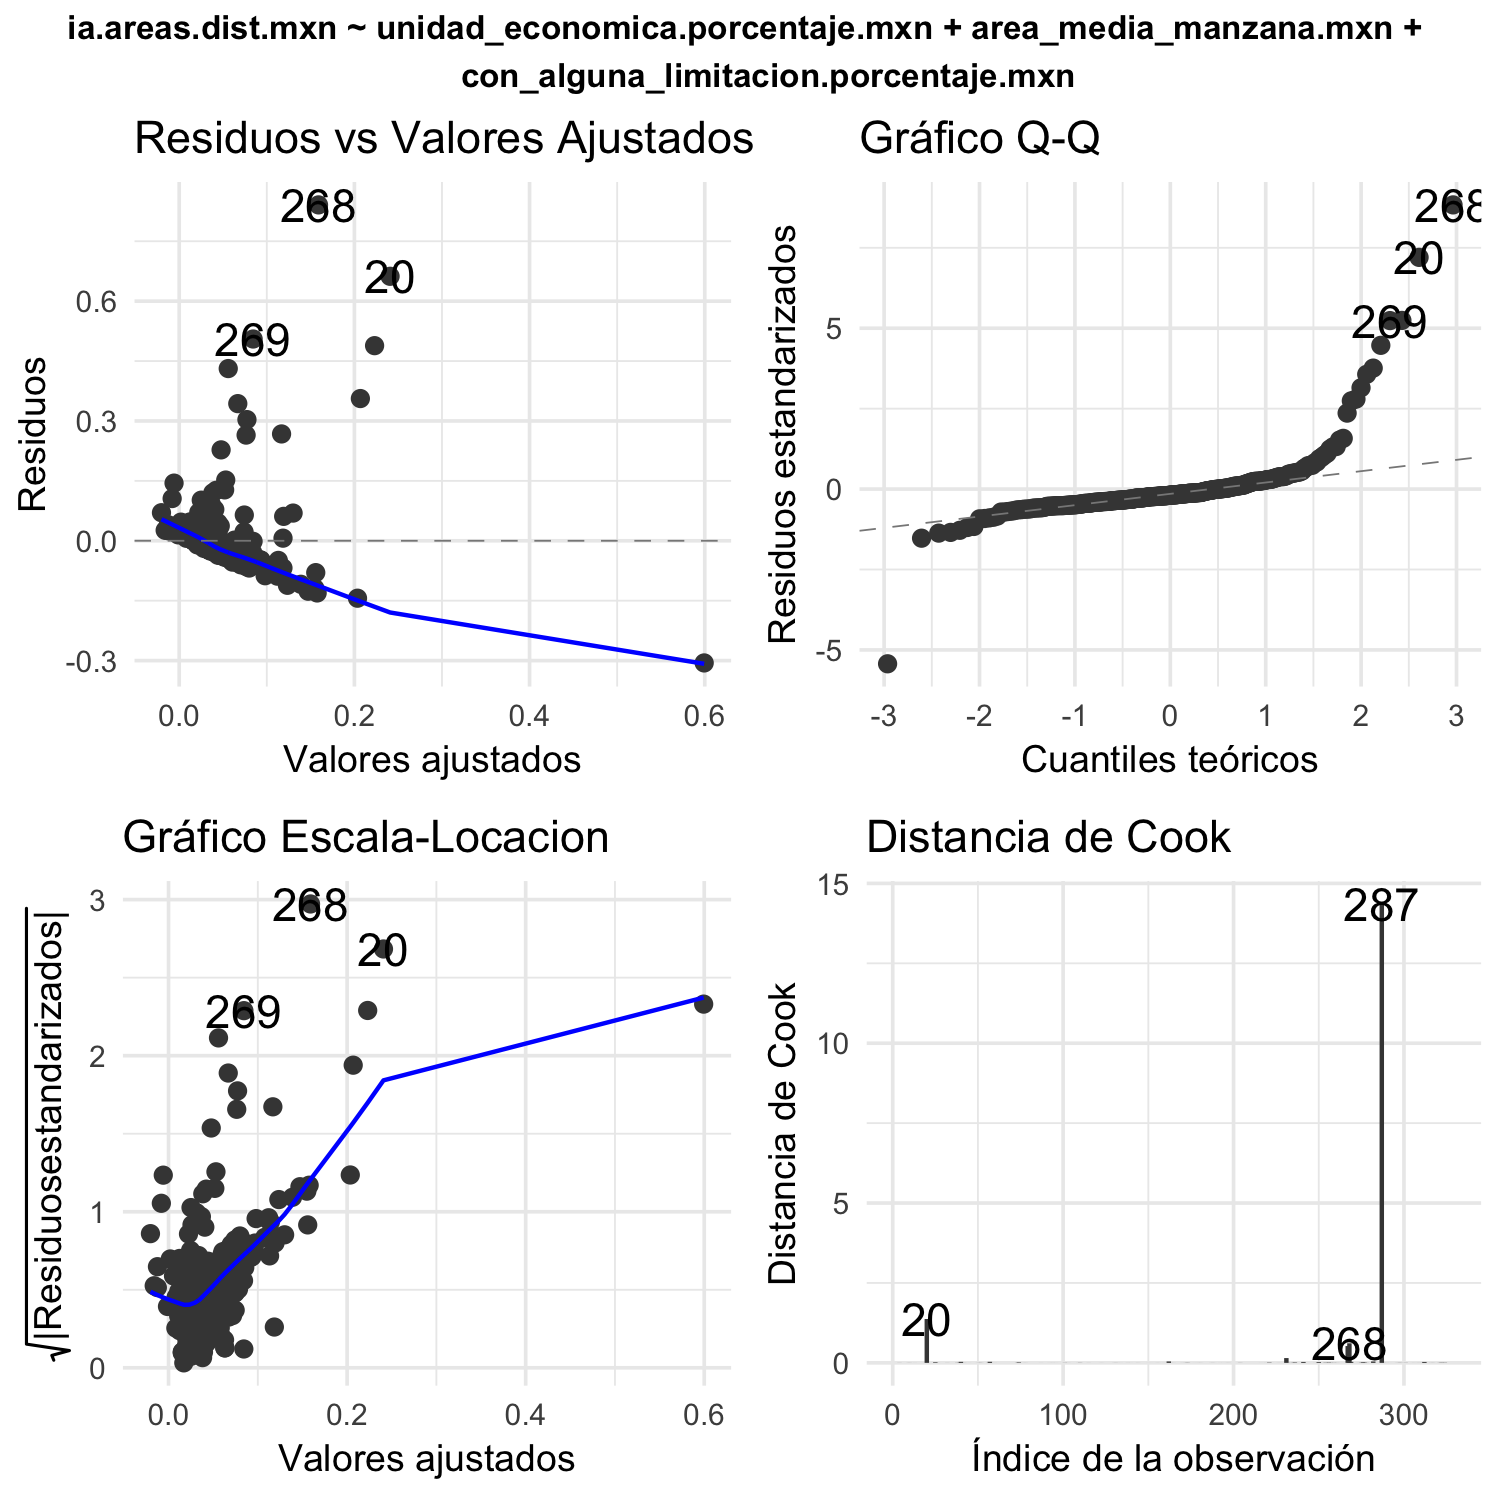 ia.areas.dist.mxn ~ unidad_economica.porcentaje.mxn + area_media_manzana.mxn +
con_alguna_limitacion.porcentaje.mxn
Residuos vs Valores Ajustados
Residuos
0.6
0.3
0.0
-0.3
268
20
269
0.0 0.2 0.4 0.6
Valores ajustados
Gráfico Q-Q
Residuos estandarizados
5
0
-5
268
20
269
-3 -2 -1 0 1 2 3
Cuantiles teóricos
Gráfico Escala-Locacion
√|Residuosestandarizados|
3
2
1
0
268
20
269
0.0 0.2 0.4 0.6
Valores ajustados
Distancia de Cook
Distancia de Cook
15
10
5
0
287
20
268
0 100 200 300
Índice de la observación